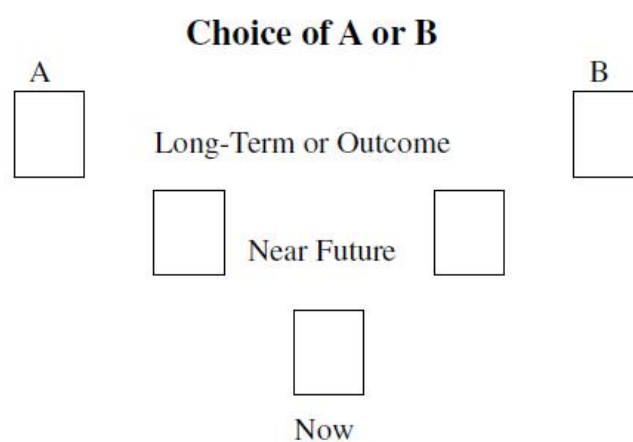 Choice of A or B
A
B
Long-Term or Outcome
Near Future
Now